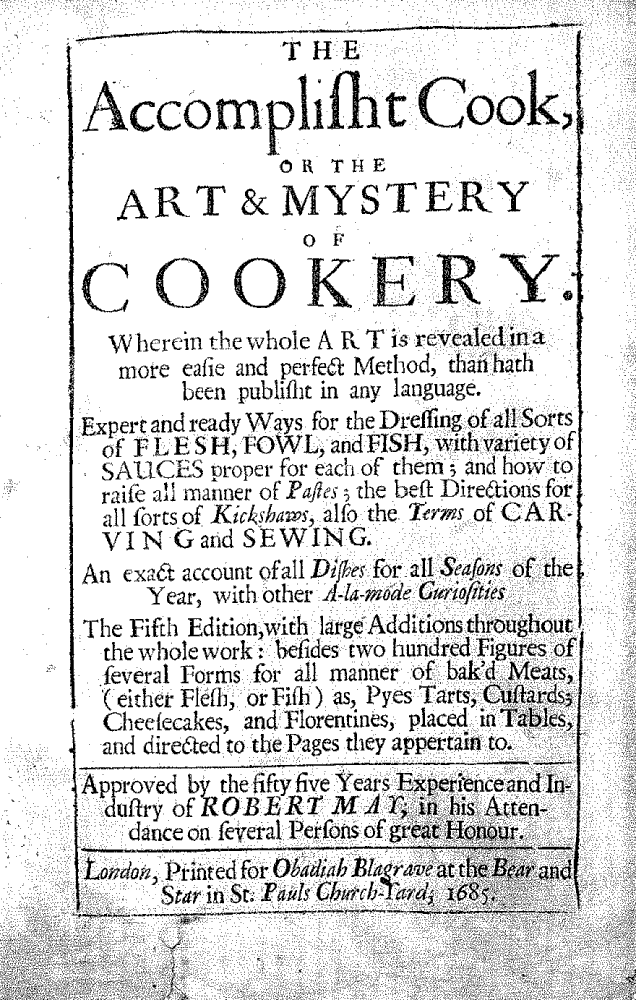 THE
Accompliſht Cook,
OR THE
ART & MYSTERY
OF
COOKERY.
Wherein the whole ART is revealed in a
more eaſie and perfect Method, than hath
been publiſht in any language.
Expert and ready Ways for the Dreſſing of all Sorts
of FLESH, FOWL, and FISH, with variety of
SAUCES proper for each of them; and how to
raiſe all manner of Paſtes; the beſt Directions for
all ſorts of Kickshaws, alſo the Terms of CAR-
VING and SEWING.
An exact account of all Diſhes for all Seaſons of the
Year, with other A-la-mode Curioſities
The Fifth Edition, with large Additions throughout
the whole work: beſides two hundred Figures of
ſeveral Forms for all manner of bak'd Meats,
(either Fleſh, or Fiſh) as, Pyes Tarts, Cuſtards;
Cheeſecakes, and Florentines, placed in Tables,
and directed to the Pages they appertain to.
Approved by the fifty five Years Experience and In-
duſtry of ROBERT MAY, in his Atten-
dance on ſeveral Perſons of great Honour.
London, Printed for Obadiah Blagrave at the Bear and
Star in St. Pauls Church-Yard, 1685.